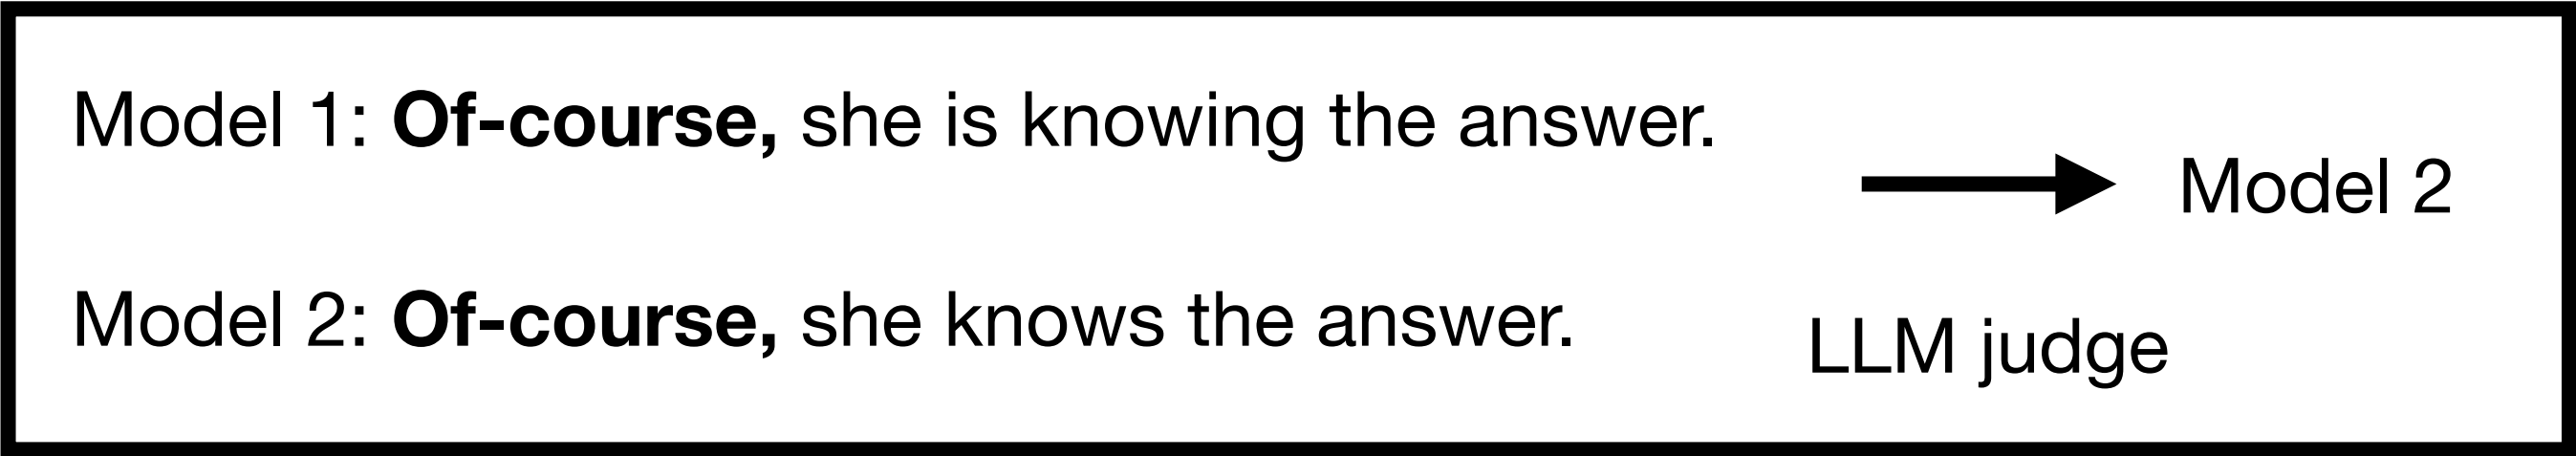 Model 1: Of-course, she is knowing the answer.
Model 2
Model 2: Of-course, she knows the answer.
LLM judge